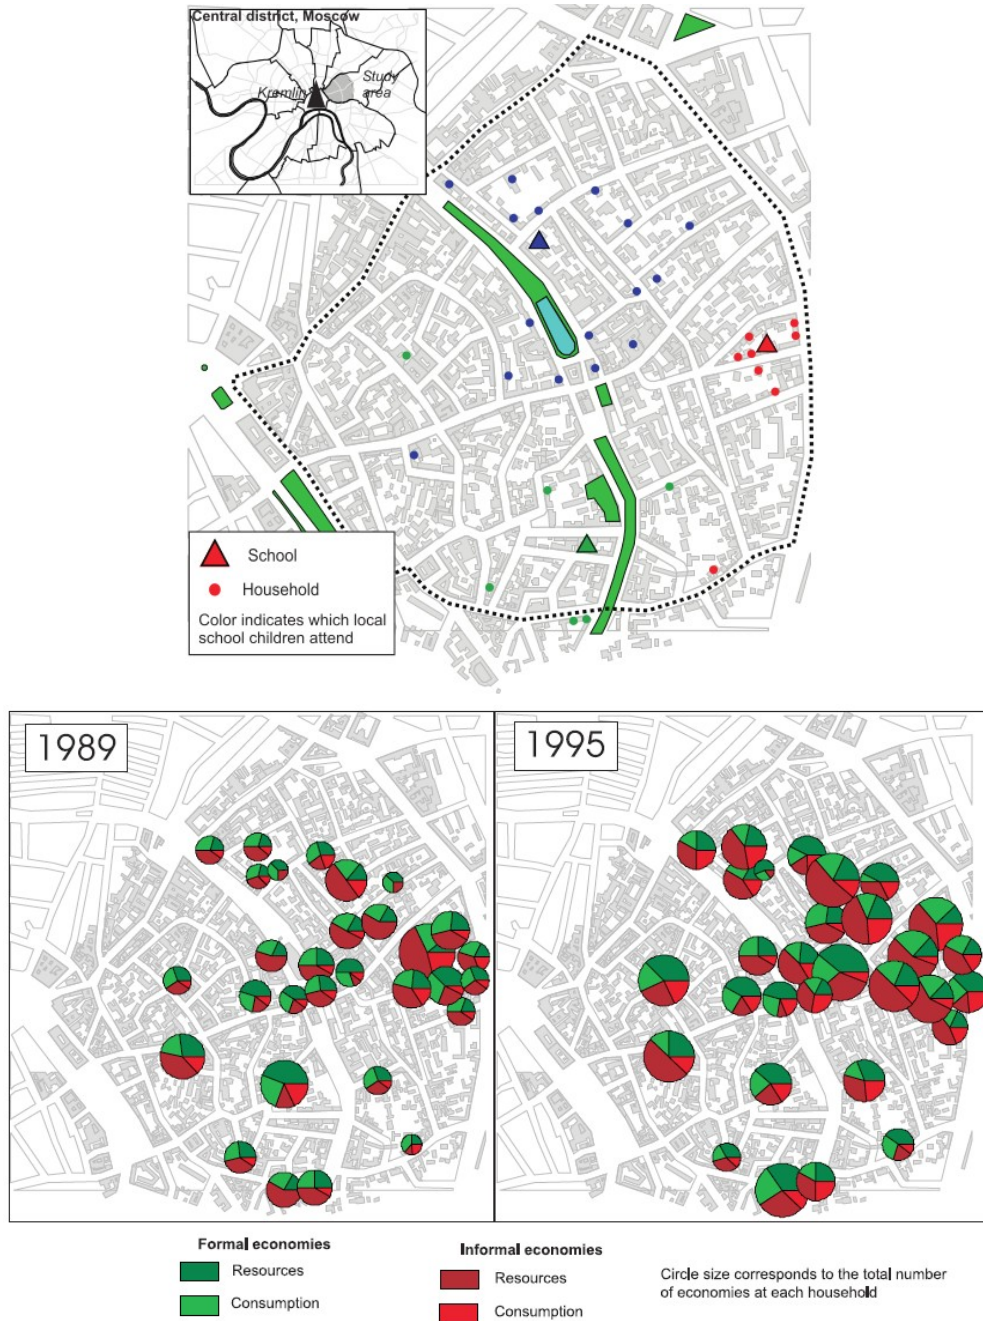 Central district, Moscow
Kremlin
Study
area
School
Household
Color indicates which local
school children attend
1989
1995
Formal economies
Resources
Consumption
Informal economies
Resources
Consumption
Circle size corresponds to the total number
of economies at each household